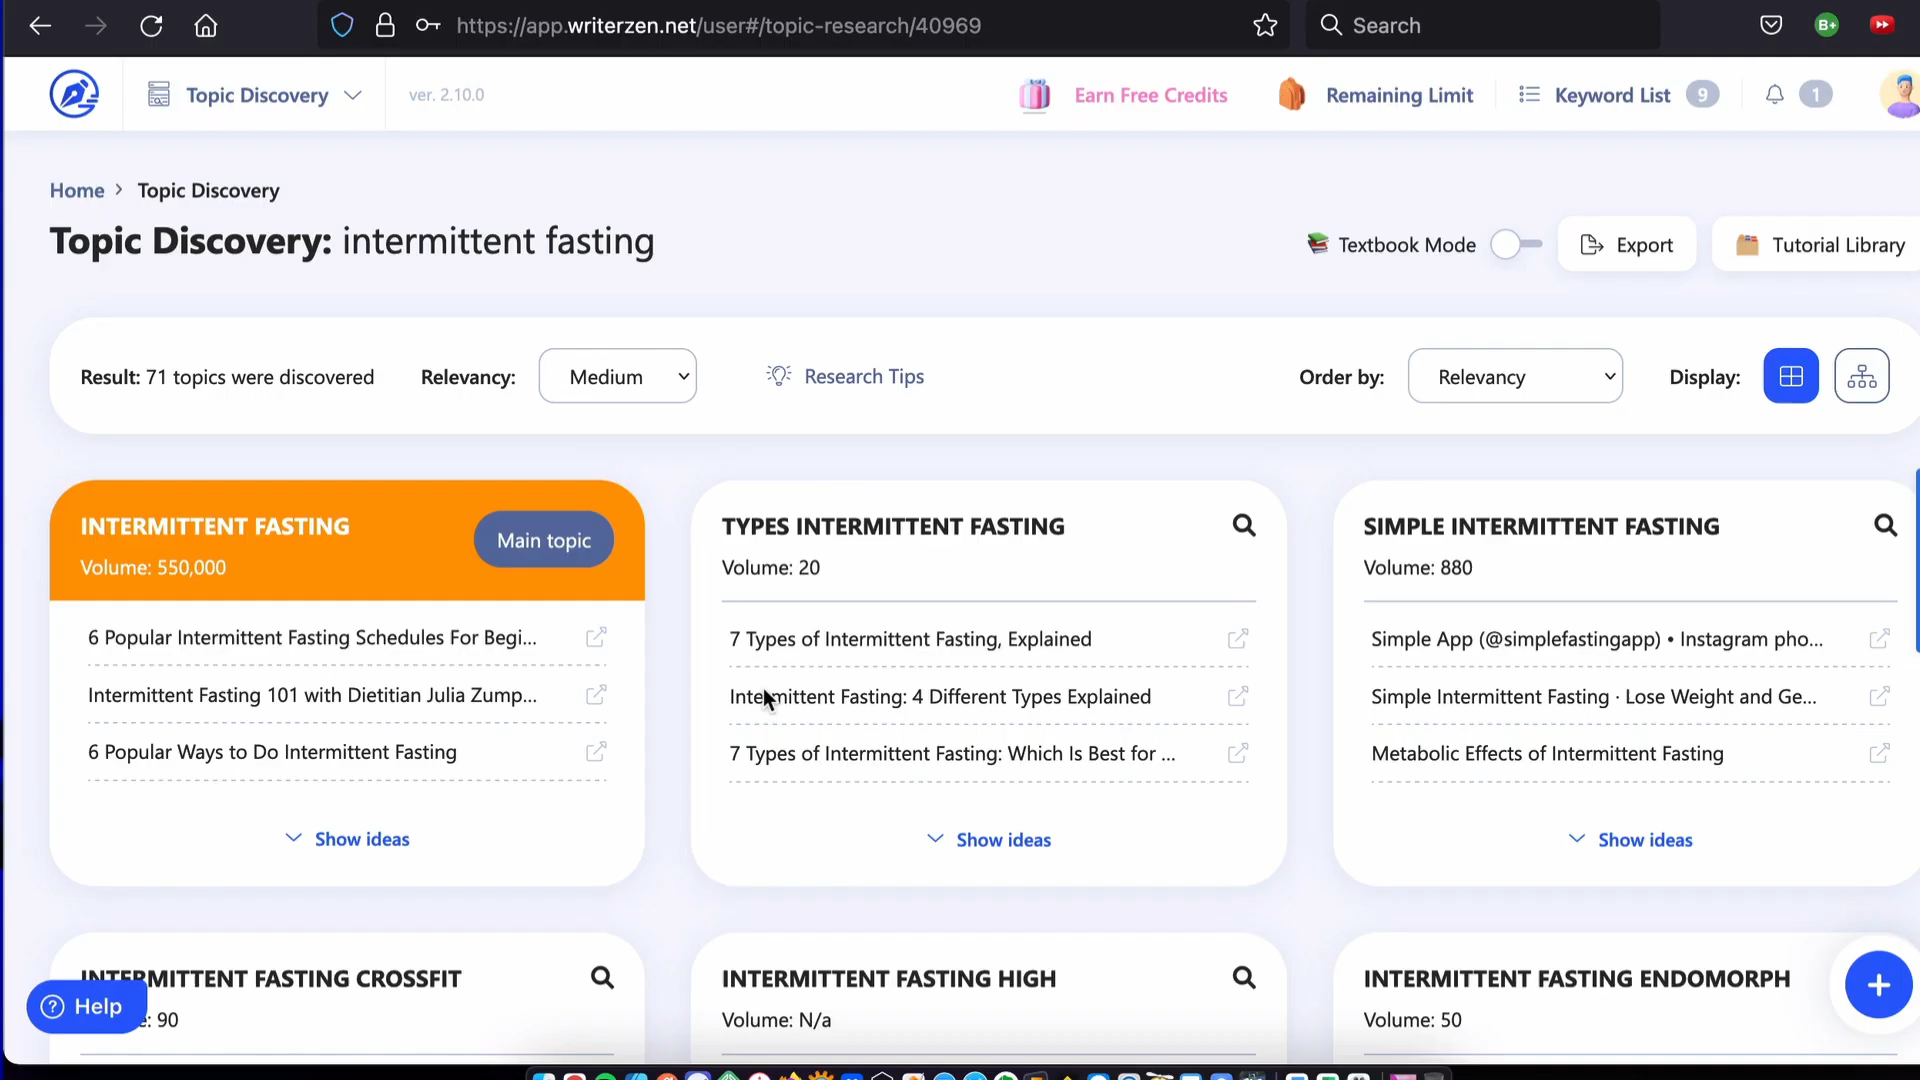 https://app.writerzen.net/user#/topic-research/40969
Search
B+
Topic Discovery
ver. 2.10.0
Earn Free Credits
Remaining Limit
Keyword List 9
1
Home > Topic Discovery
Topic Discovery: intermittent fasting
Textbook Mode
Export
Tutorial Library
Result: 71 topics were discovered
Relevancy:
Medium
Research Tips
Order by:
Relevancy
Display:
INTERMITTENT FASTING
Volume: 550,000
Main topic
6 Popular Intermittent Fasting Schedules For Begi...
Intermittent Fasting 101 with Dietitian Julia Zump...
6 Popular Ways to Do Intermittent Fasting
Show ideas
TYPES INTERMITTENT FASTING
Volume: 20
7 Types of Intermittent Fasting, Explained
Intermittent Fasting: 4 Different Types Explained
7 Types of Intermittent Fasting: Which Is Best for ...
Show ideas
SIMPLE INTERMITTENT FASTING
Volume: 880
Simple App (@simplefastingapp) • Instagram pho...
Simple Intermittent Fasting · Lose Weight and Ge...
Metabolic Effects of Intermittent Fasting
Show ideas
INTERMITTENT FASTING CROSSFIT
e: 90
INTERMITTENT FASTING HIGH
Volume: N/a
INTERMITTENT FASTING ENDOMORPH
Volume: 50
? Help
+